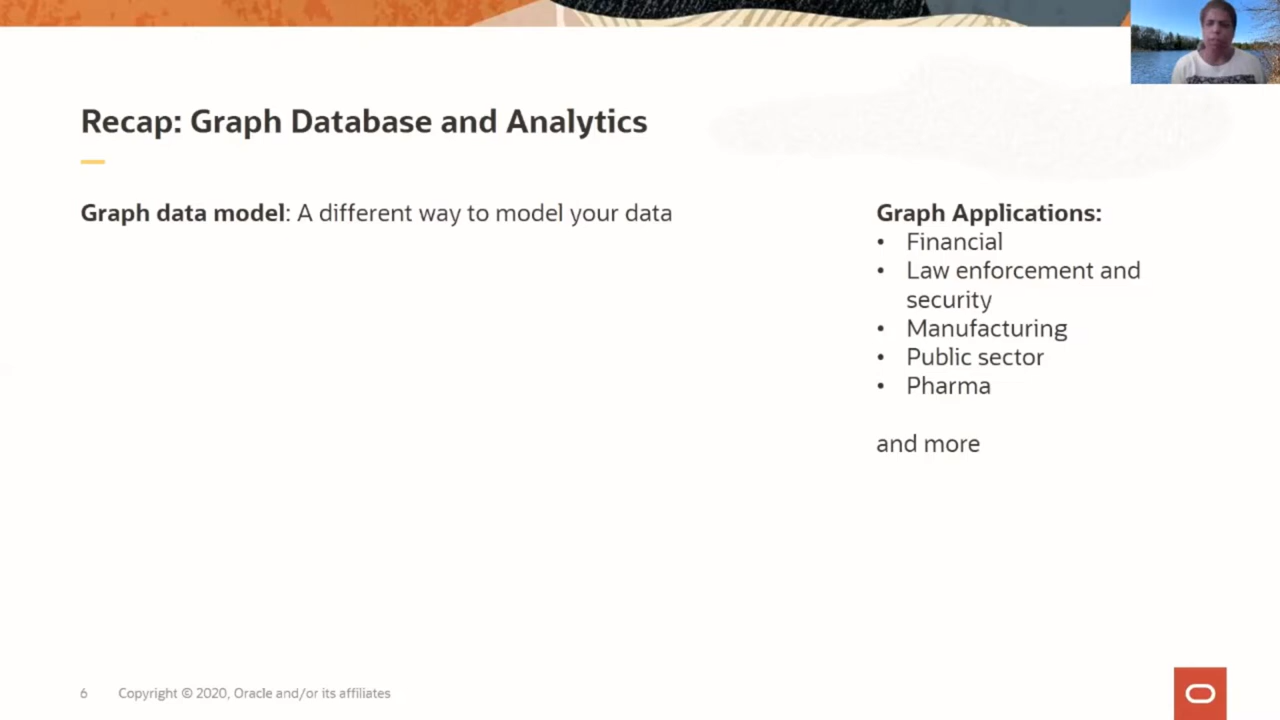 Recap: Graph Database and Analytics
Graph data model: A different way to model your data
Graph Applications:
• Financial
• Law enforcement and
security
• Manufacturing
• Public sector
• Pharma
and more
6 Copyright © 2020, Oracle and/or its affiliates